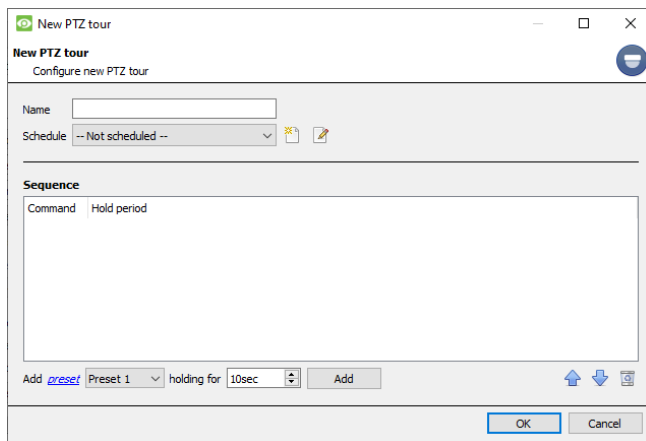 New PTZ tour
New PTZ tour
Configure new PTZ tour
Name
Schedule -- Not scheduled --
Sequence
Command Hold period
Add preset Preset 1 holding for 10sec Add
OK Cancel